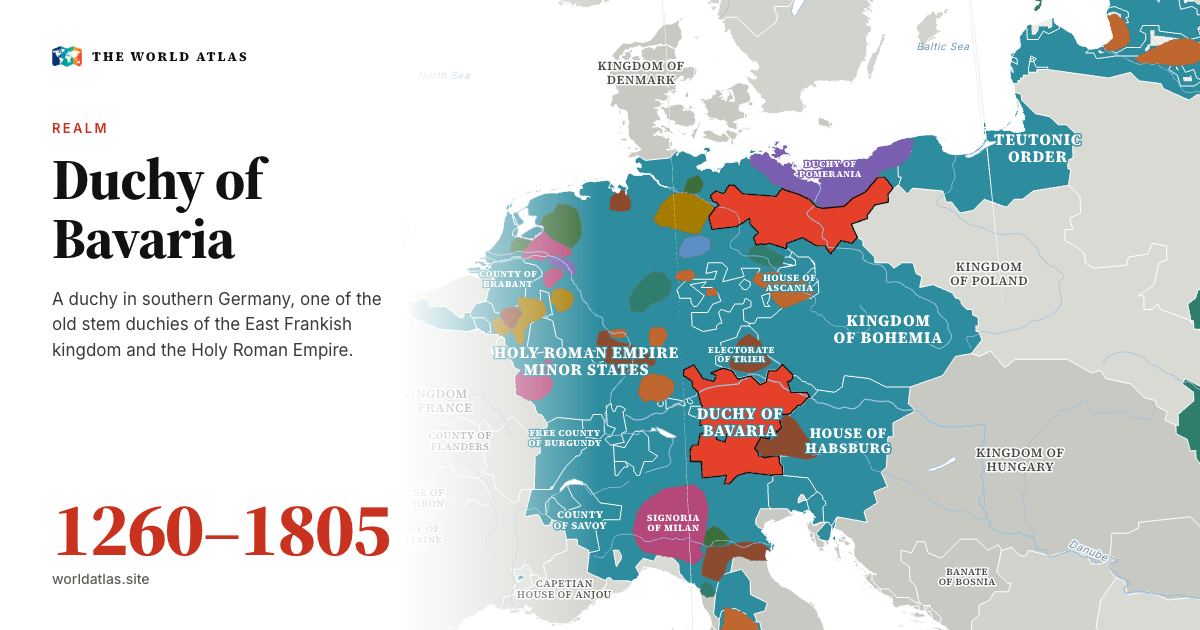 THE WORLD ATLAS
REALM
Duchy of
Bavaria
A duchy in southern Germany, one of the
old stem duchies of the East Frankish
kingdom and the Holy Roman Empire.
1260–1805
worldatlas.site
North Sea
Baltic Sea
KINGDOM OF
DENMARK
TEUTONIC
ORDER
DUCHY OF
POMERANIA
COUNTY OF
BRABANT
HOUSE OF
ASCANIA
KINGDOM
OF POLAND
KINGDOM
OF BOHEMIA
HOLY ROMAN EMPIRE
MINOR STATES
ELECTORATE
OF TRIER
KINGDOM
OF FRANCE
DUCHY OF
BAVARIA
COUNTY OF
FLANDERS
FREE COUNTY
OF BURGUNDY
HOUSE OF
HABSBURG
KINGDOM OF
HUNGARY
COUNTY
OF SAVOY
SIGNORIA
OF MILAN
Danube
BANATE
OF BOSNIA
CAPETIAN
HOUSE OF ANJOU